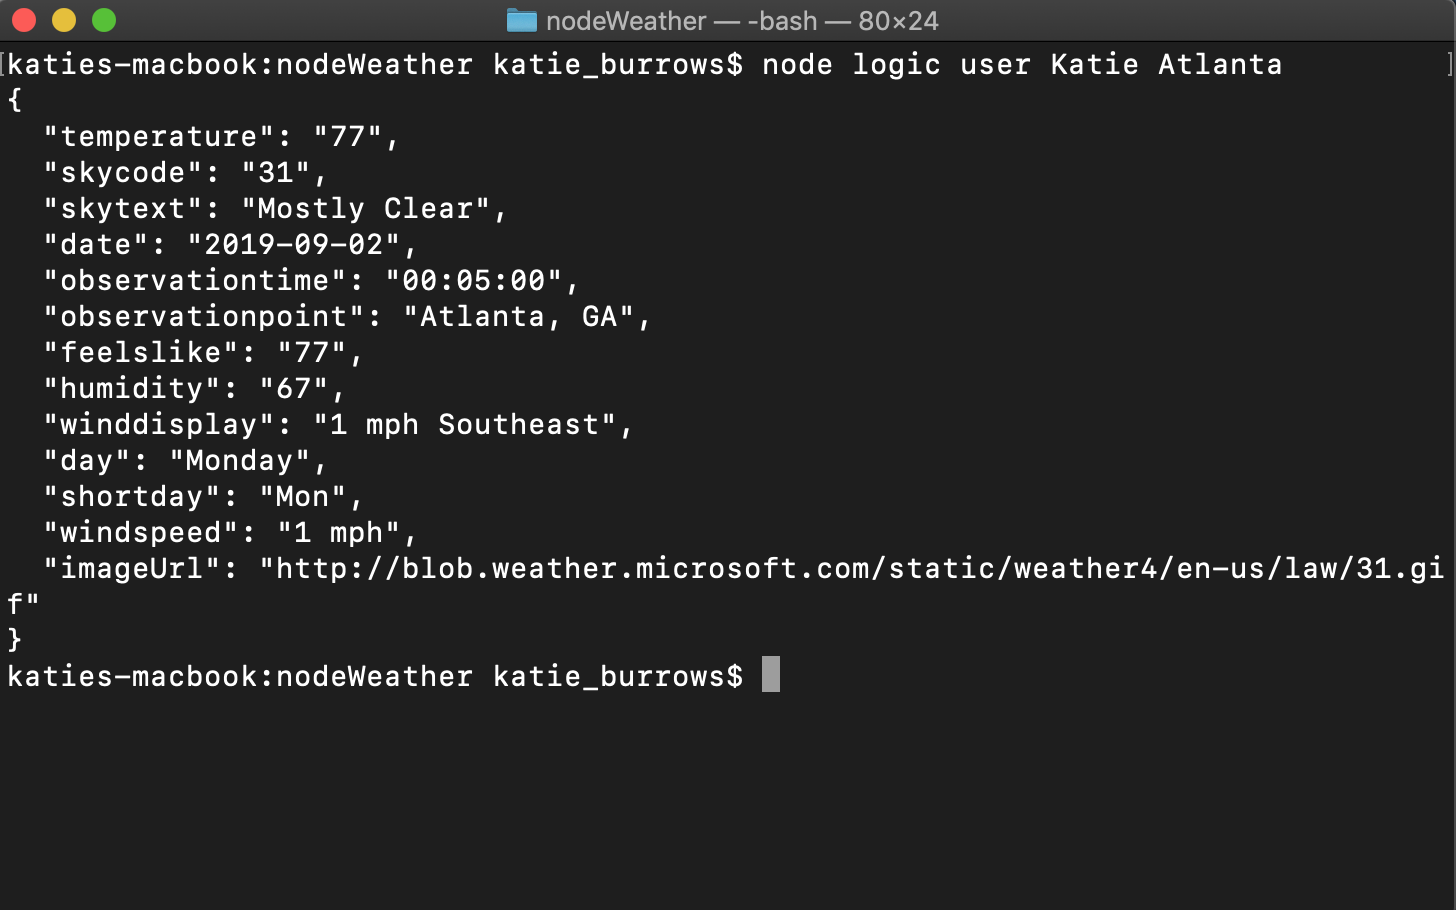 nodeWeather — -bash — 80×24
[katies-macbook:nodeWeather katie_burrows$ node logic user Katie Atlanta ]
{
  "temperature": "77",
  "skycode": "31",
  "skytext": "Mostly Clear",
  "date": "2019-09-02",
  "observationtime": "00:05:00",
  "observationpoint": "Atlanta, GA",
  "feelslike": "77",
  "humidity": "67",
  "winddisplay": "1 mph Southeast",
  "day": "Monday",
  "shortday": "Mon",
  "windspeed": "1 mph",
  "imageUrl": "http://blob.weather.microsoft.com/static/weather4/en-us/law/31.gi
f"
}
katies-macbook:nodeWeather katie_burrows$